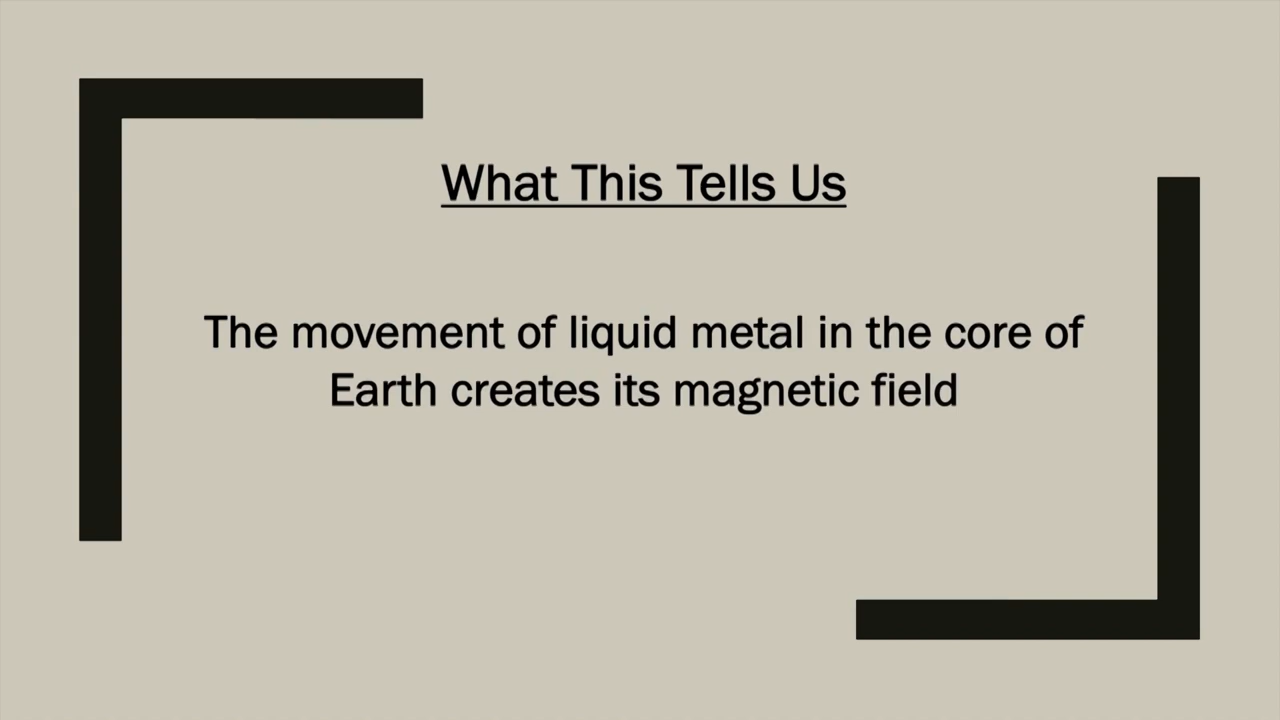 What This Tells Us
The movement of liquid metal in the core of
Earth creates its magnetic field